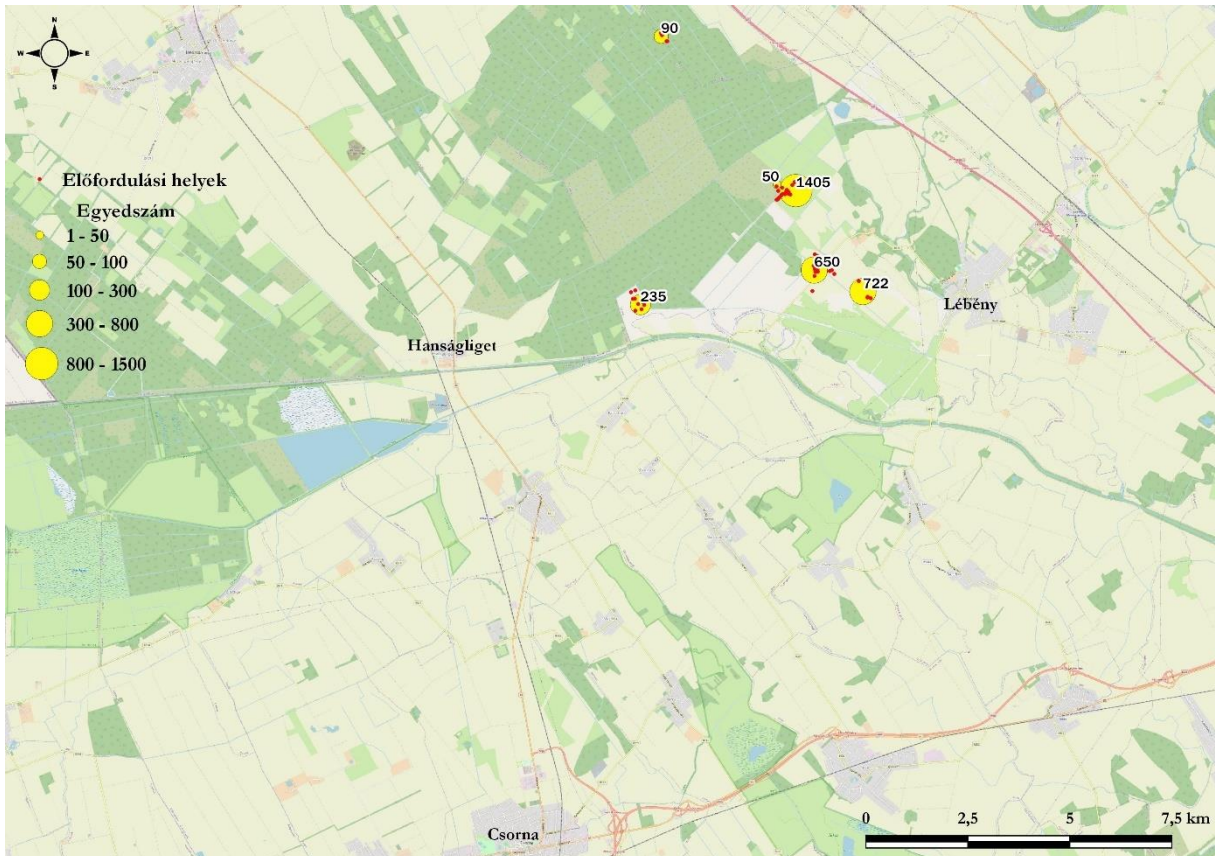 N
W E
S
90
Előfordulási helyek
Egyedszám
1 - 50
50 - 100
100 - 300
300 - 800
800 - 1500
50
1405
650
722
235
Lébény
Hanságliget
Csorna
0 2,5 5 7,5 km